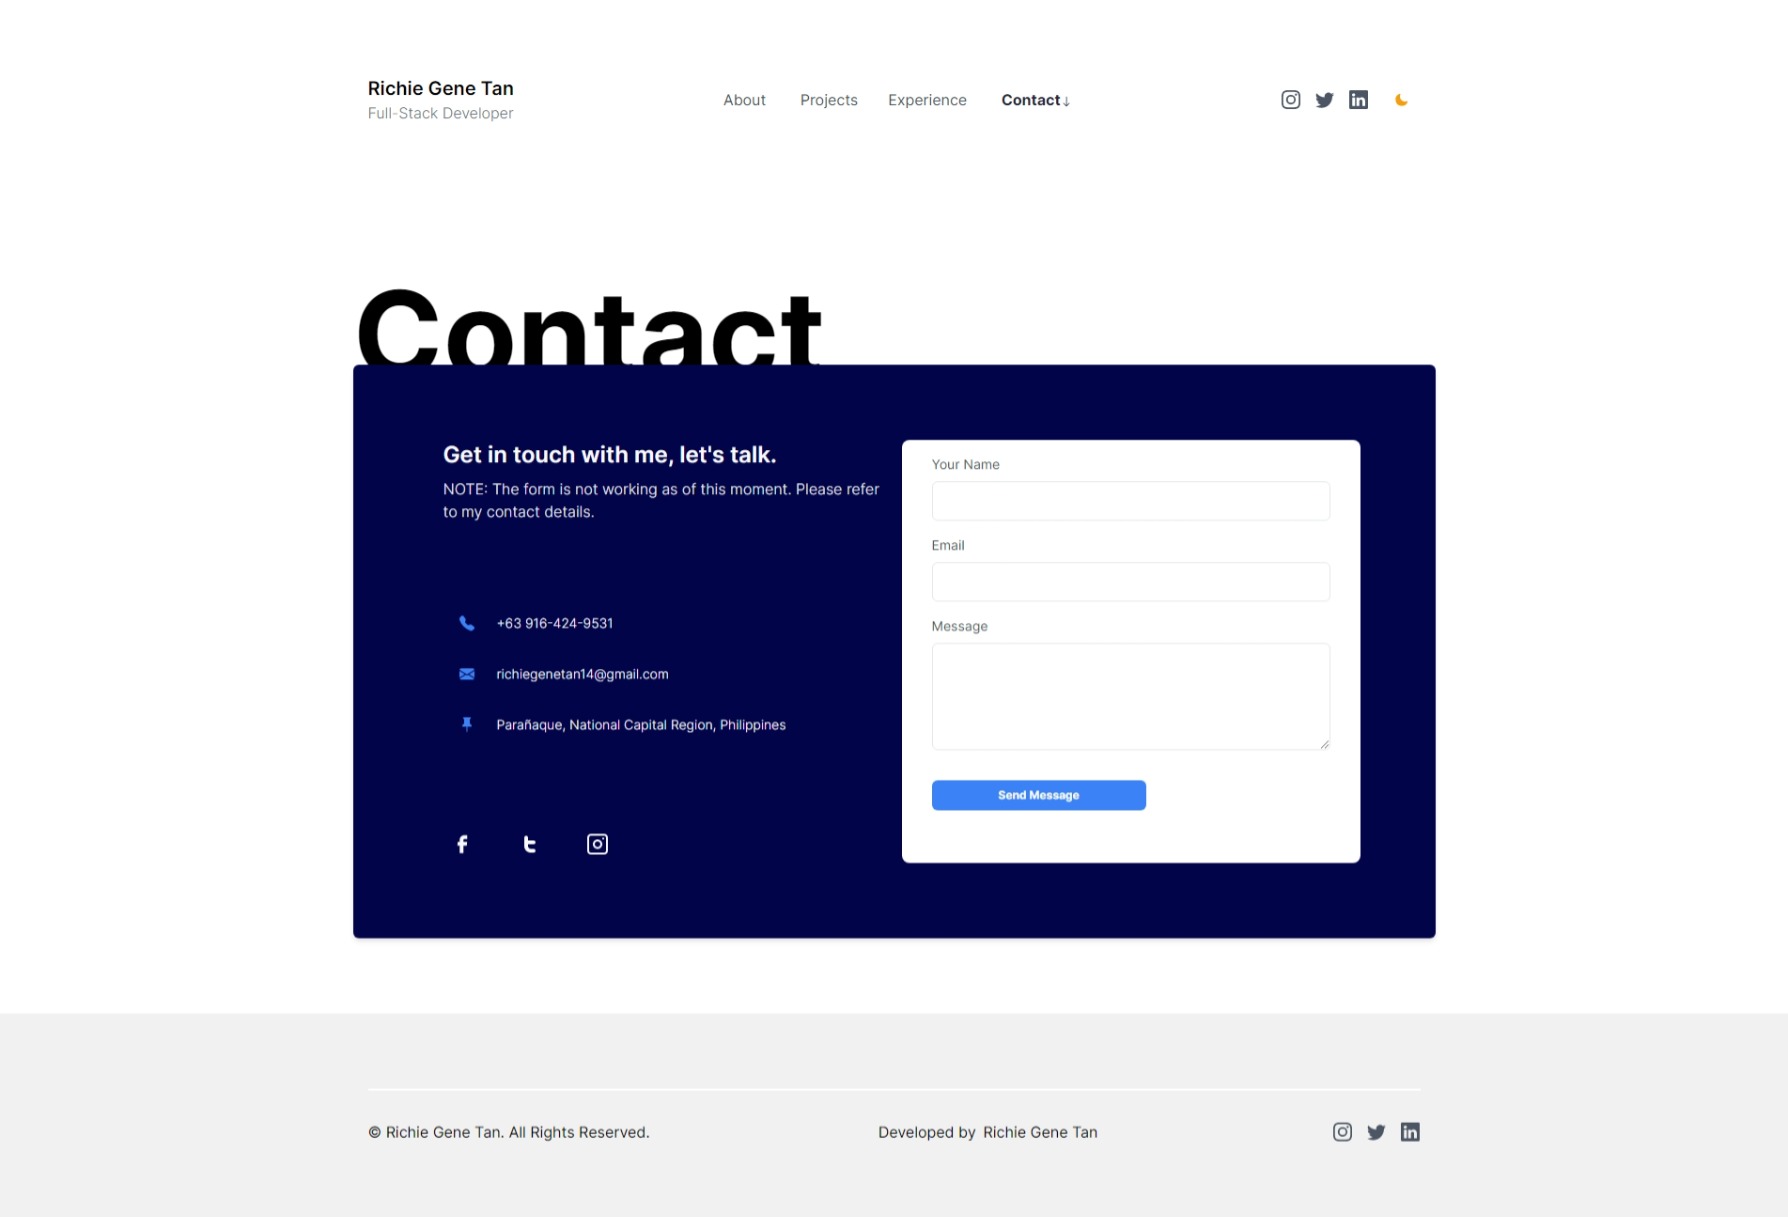 Richie Gene Tan
Full-Stack Developer
About
Projects
Experience
Contact↓
Contact
Get in touch with me, let's talk.
NOTE: The form is not working as of this moment. Please refer
to my contact details.
+63 916-424-9531
richiegenetan14@gmail.com
Parañaque, National Capital Region, Philippines
Your Name
Email
Message
Send Message
© Richie Gene Tan. All Rights Reserved.
Developed by Richie Gene Tan